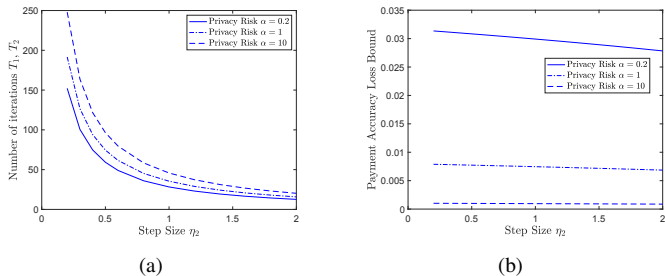 250
200
150
100
50
0
0
0.5
1
1.5
2
Number of iterations T₁, T₂
Step Size η₂
Privacy Risk α = 0.2
Privacy Risk α = 1
Privacy Risk α = 10
(a)
0.035
0.03
0.025
0.02
0.015
0.01
0.005
0
0
0.5
1
1.5
2
Payment Accuracy Loss Bound
Step Size η₂
Privacy Risk α = 0.2
Privacy Risk α = 1
Privacy Risk α = 10
(b)